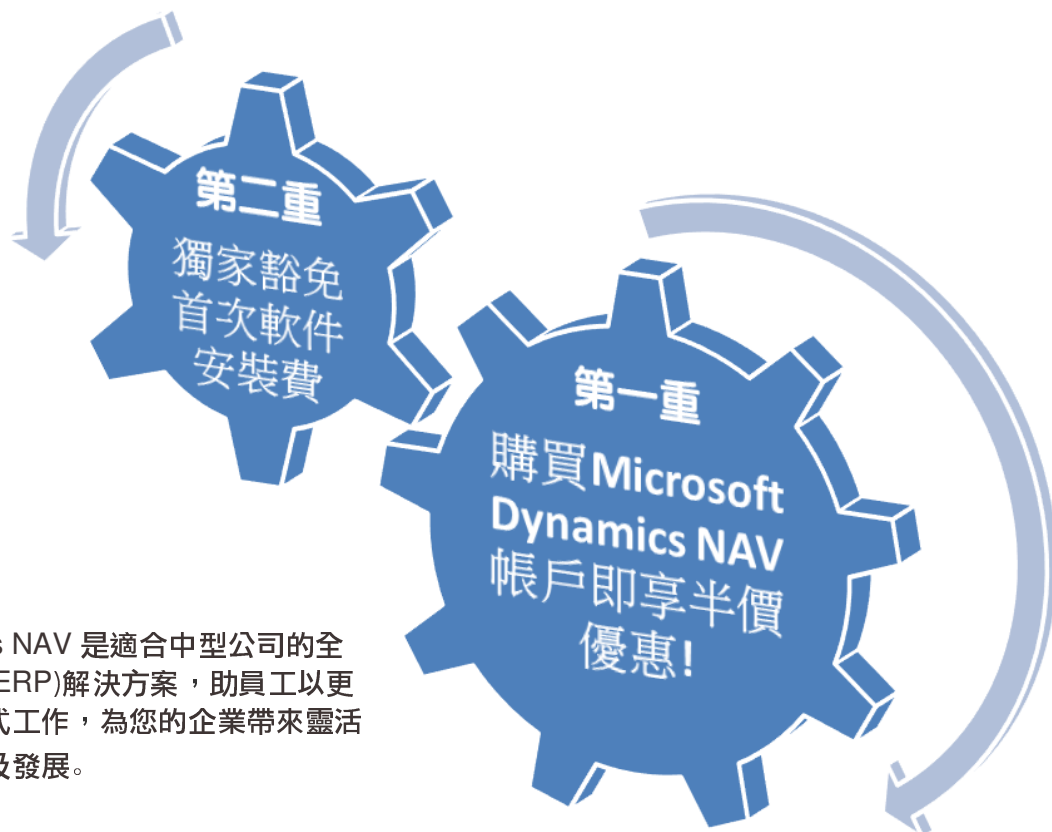 第二重
獨家豁免
首次軟件
安裝費
第一重
購買Microsoft
Dynamics NAV
帳戶即享半價
優惠!
NAV 是適合中型公司的全
ERP)解決方案，助員工以更
工作，為您的企業帶來靈活
發展。